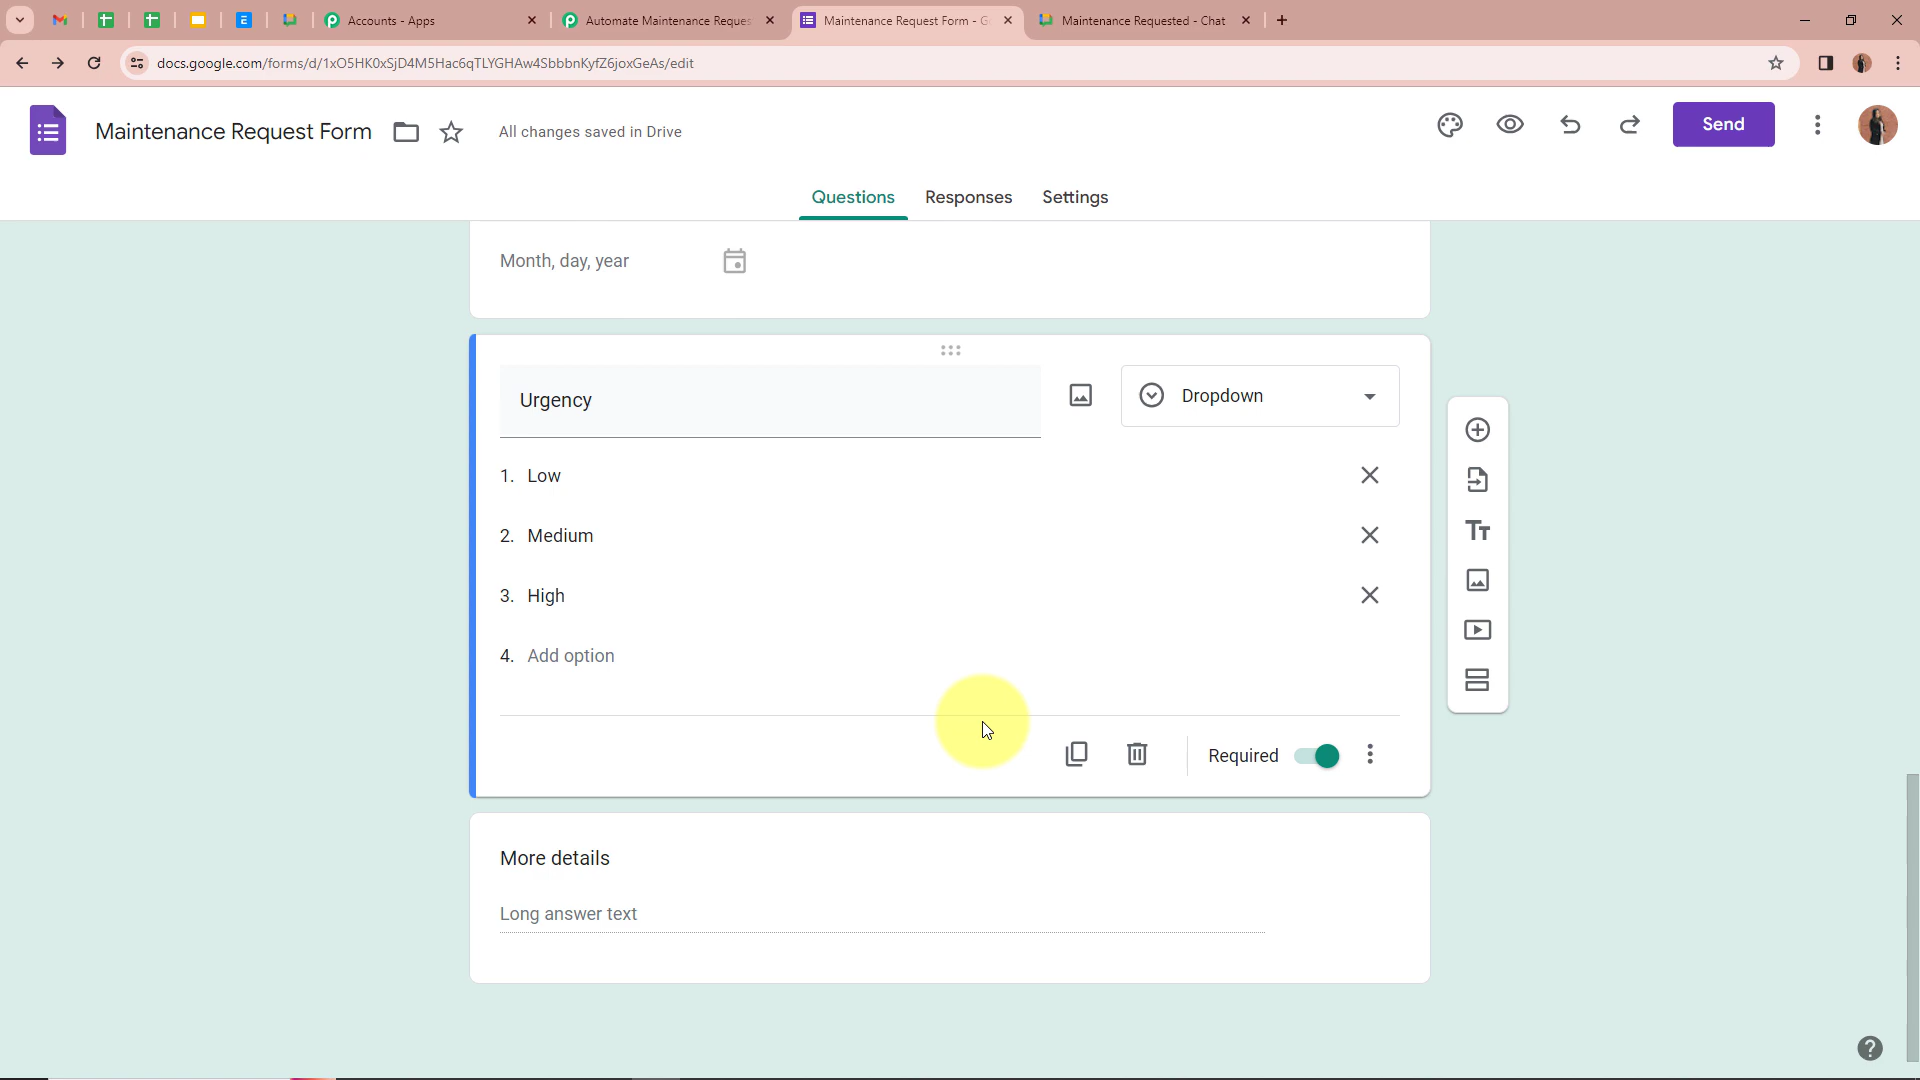 Accounts - Apps
Automate Maintenance Reques
Maintenance Request Form - G
Maintenance Requested - Chat
docs.google.com/forms/d/1xO5HK0xSjD4M5Hac6qTLYGHAw4SbbbnKyfZ6joxGeAs/edit
Maintenance Request Form
All changes saved in Drive
Send
Questions
Responses
Settings
Month, day, year
Urgency
Dropdown
1. Low
2. Medium
3. High
4. Add option
Required
More details
Long answer text